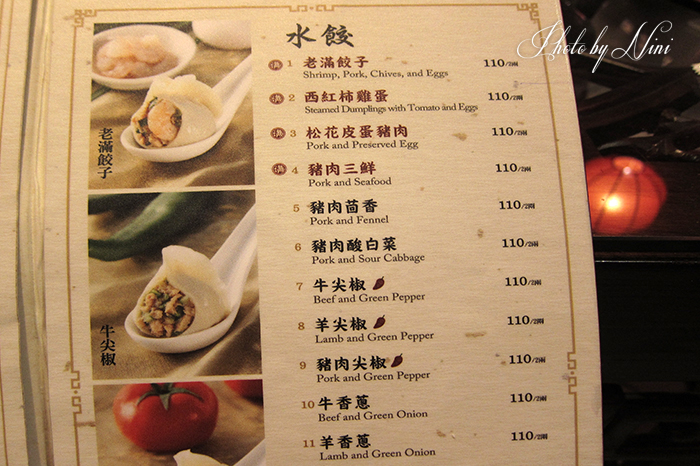 Photo by Nini
水餃
滿 1 老滿餃子 110/2兩
Shrimp, Pork, Chives, and Eggs
滿 2 西紅柿雞蛋 110/2兩
Steamed Dumplings with Tomato and Eggs
滿 3 松花皮蛋豬肉 110/2兩
Pork and Preserved Egg
滿 4 豬肉三鮮 110/2兩
Pork and Seafood
5 豬肉茴香 110/2兩
Pork and Fennel
6 豬肉酸白菜 110/2兩
Pork and Sour Cabbage
7 牛尖椒 110/2兩
Beef and Green Pepper
8 羊尖椒 110/2兩
Lamb and Green Pepper
9 豬肉尖椒 110/2兩
Pork and Green Pepper
10 牛香蔥 110/2兩
Beef and Green Onion
11 羊香蔥 110/2兩
Lamb and Green Onion
老滿餃子
牛尖椒